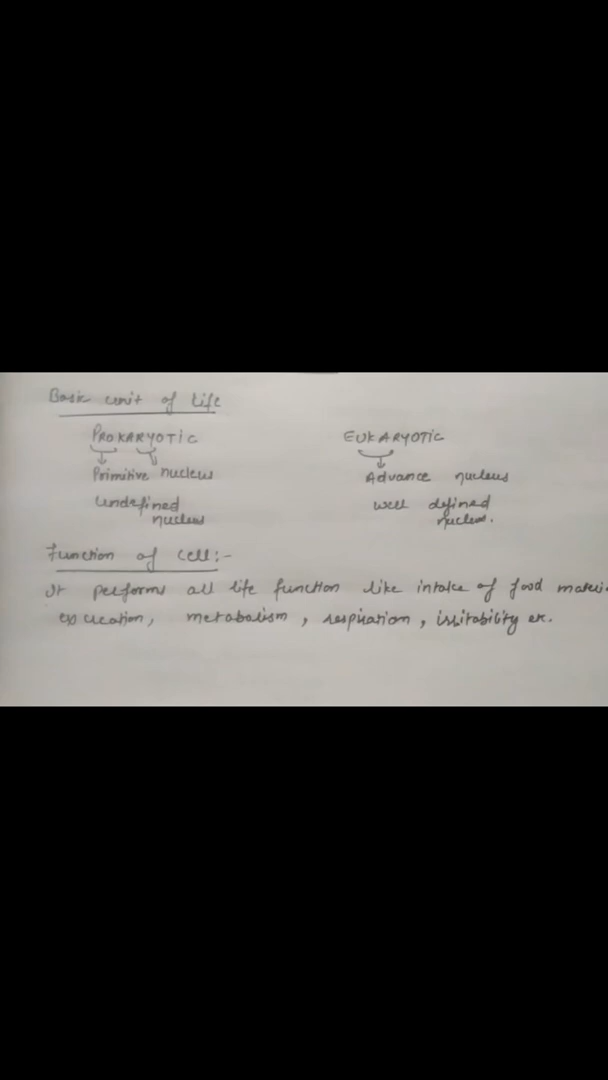 Basic unit of life
PROKARYOTIC EUKARYOTIC
Primitive nucleus Advance nucleus
Undefined well defined
nucleus nucleus.
Function of cell:-
It performs all life function like intake of food materi
excreation, metabolism, respiration, irritability etc.